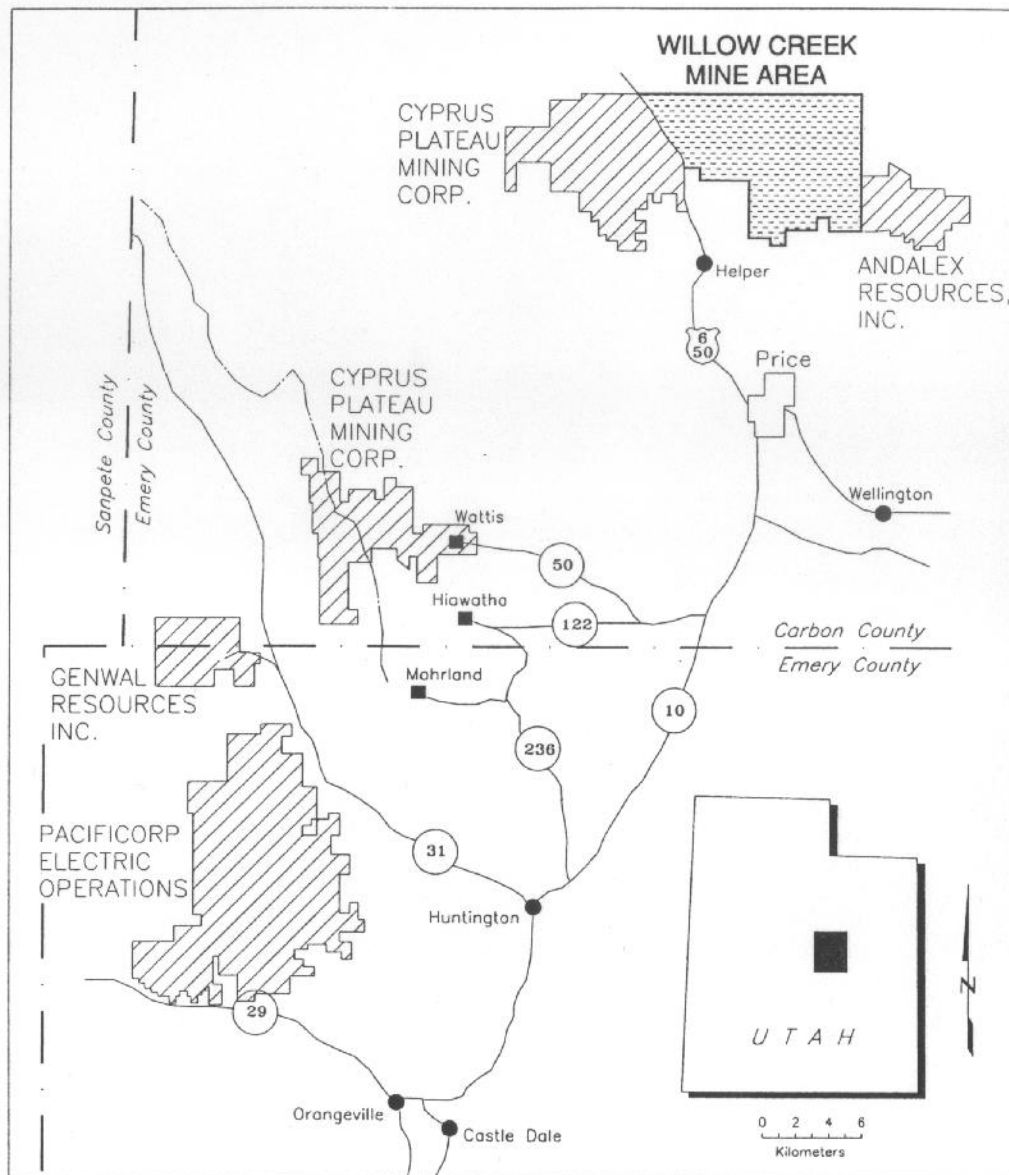 WILLOW CREEK
MINE AREA
CYPRUS
PLATEAU
MINING
CORP.
Helper
ANDALEX
RESOURCES,
INC.
6
50
Price
CYPRUS
PLATEAU
MINING
CORP.
Sanpete County
Emery County
Wellington
Wattis
50
Hiawatha
122
Carbon County
Emery County
GENWAL
RESOURCES
INC.
Mohrland
10
236
PACIFICORP
ELECTRIC
OPERATIONS
31
Huntington
N
29
UTAH
Orangeville
Castle Dale
0 2 4 6
Kilometers